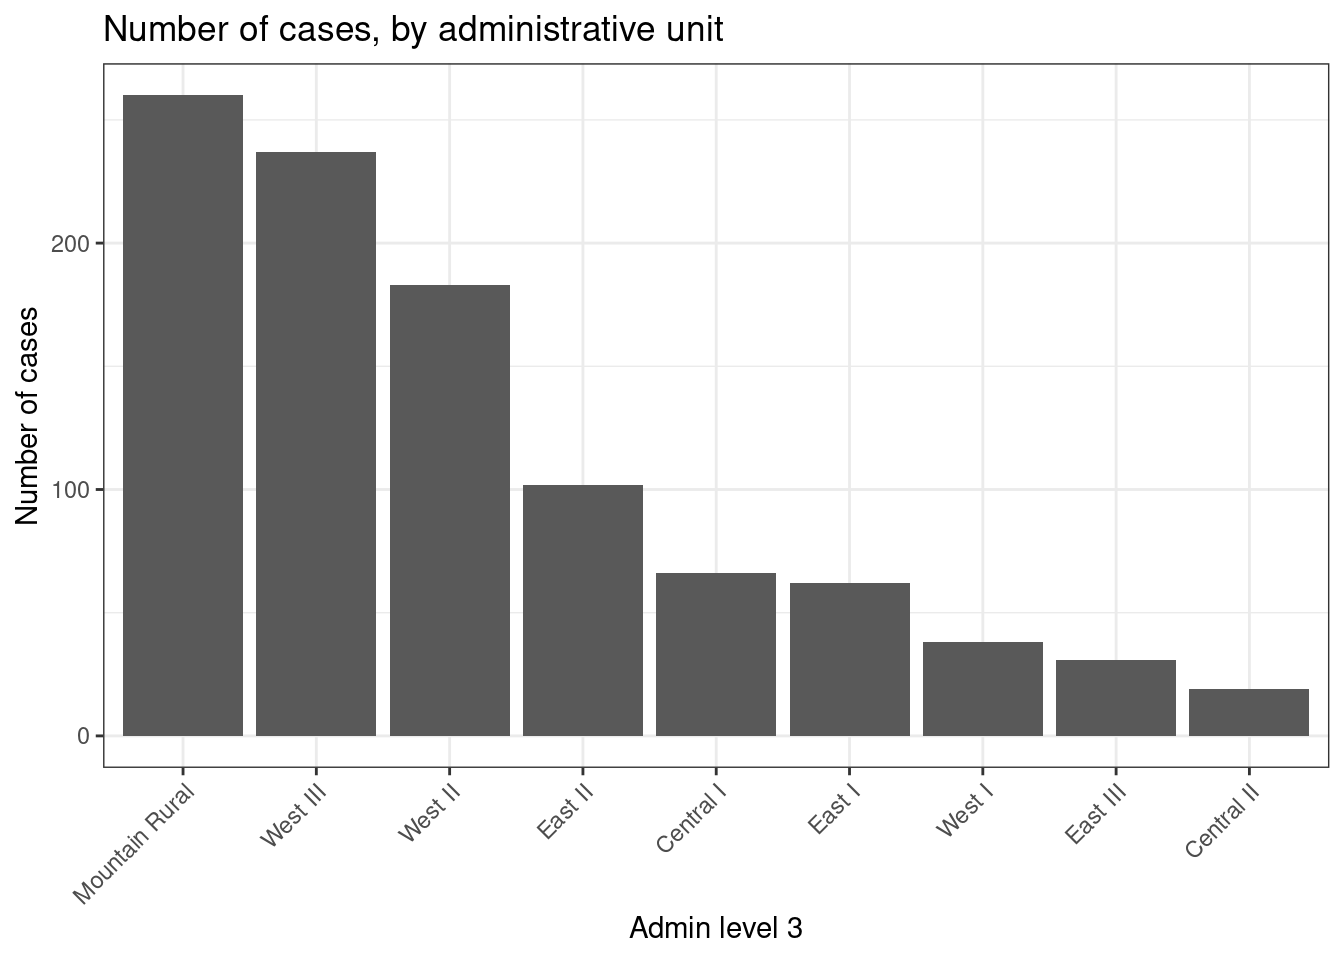 Number of cases, by administrative unit
Number of cases
200
100
0
Mountain Rural
West III
West II
East II
Central I
East I
West I
East III
Central II
Admin level 3